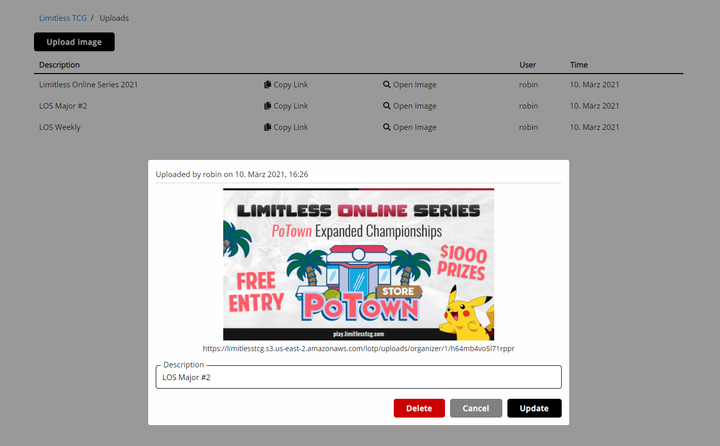 Limitless TCG / Uploads
Upload image
Description User Time
Limitless Online Series 2021 Copy Link Open Image robin 10. März 2021
LOS Major #2 Copy Link Open Image robin 10. März 2021
LOS Weekly Copy Link Open Image robin 10. März 2021
Uploaded by robin on 10. März 2021, 16:26
LIMITLESS ONLINE SERIES
PoTown Expanded Championships
$1000
PRIZES
FREE
ENTRY
STORE
POTOWN
play.limitlesstcg.com
https://limitlesstcg.s3.us-east-2.amazonaws.com/lotp/uploads/organizer/1/h64mb4vo5l71rppr
Description
LOS Major #2
Delete Cancel Update